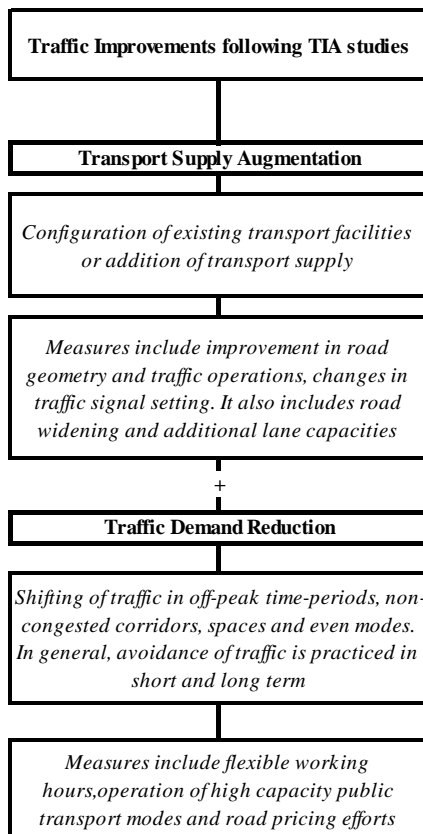 Traffic Improvements following TIA studies
Transport Supply Augmentation
Configuration of existing transport facilities
or addition of transport supply
Measures include improvement in road
geometry and traffic operations, changes in
traffic signal setting. It also includes road
widening and additional lane capacities
+
Traffic Demand Reduction
Shifting of traffic in off-peak time-periods, non-
congested corridors, spaces and even modes.
In general, avoidance of traffic is practiced in
short and long term
Measures include flexible working
hours,operation of high capacity public
transport modes and road pricing efforts